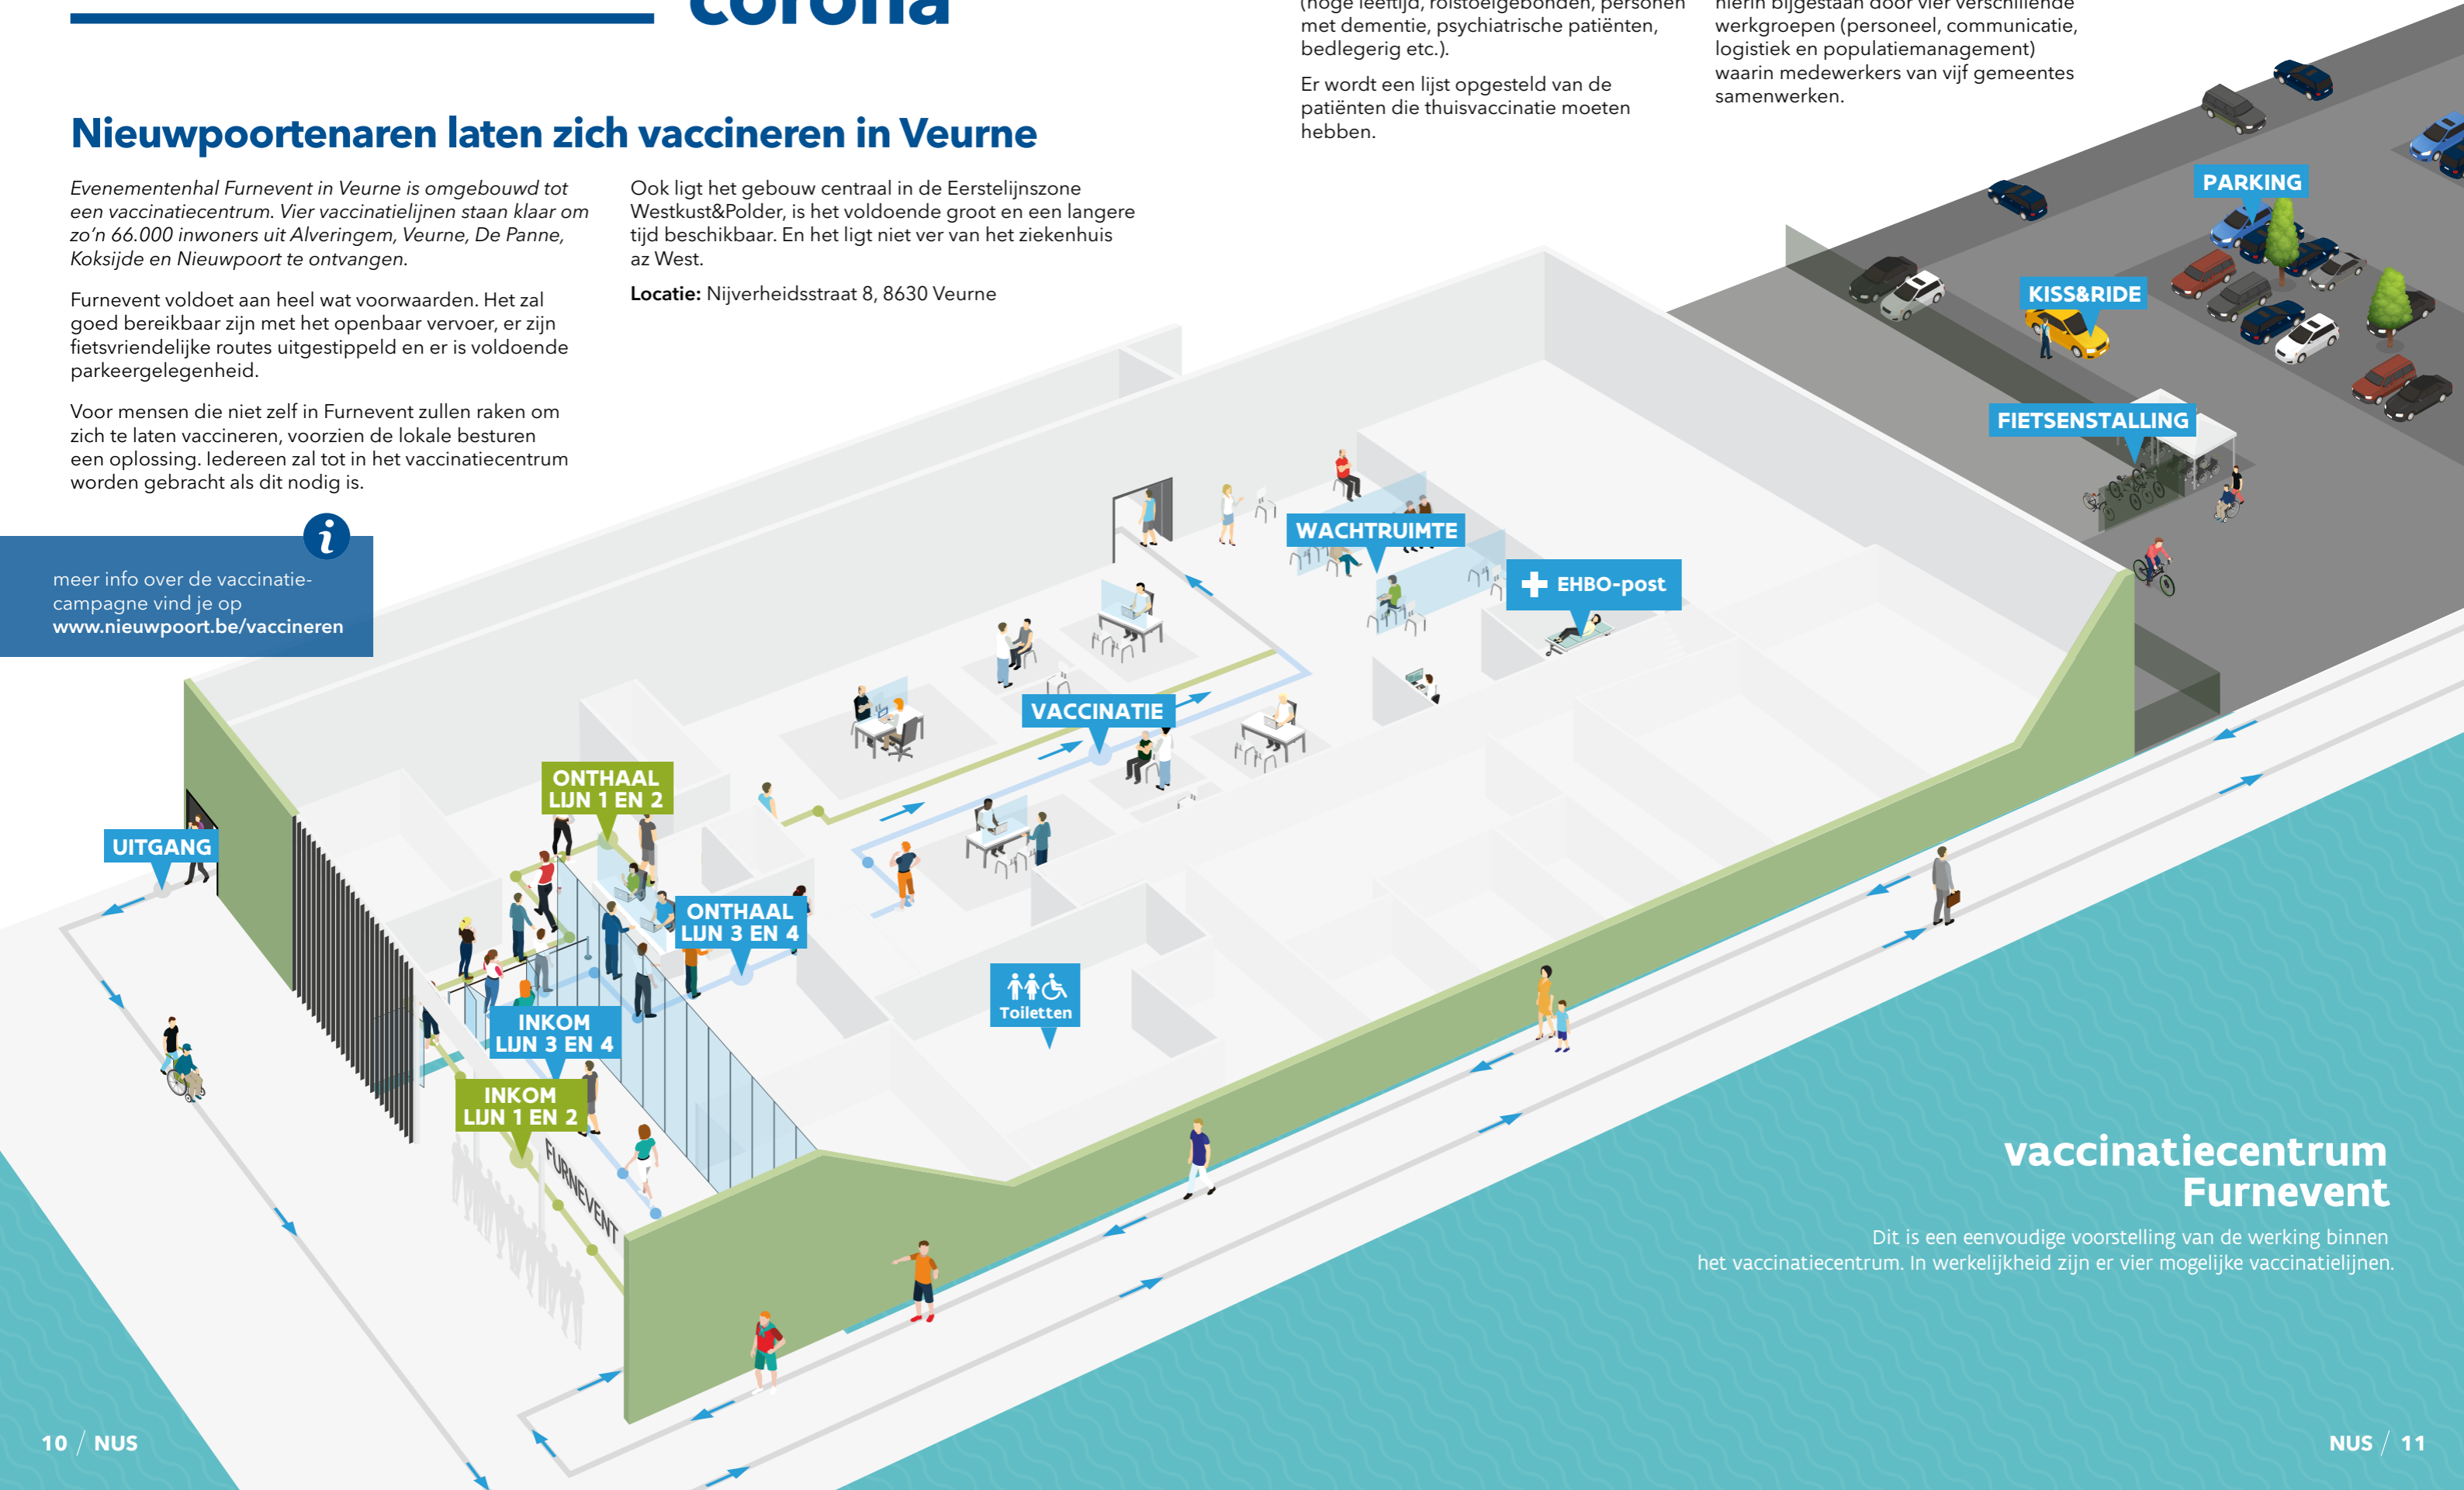 corona
(hoge leeftijd, rolstoelgebonden, personen
met dementie, psychiatrische patiënten,
bedlegerig etc.).
Er wordt een lijst opgesteld van de
patiënten die thuisvaccinatie moeten
hebben.
hierin bijgestaan door vier verschillende
werkgroepen (personeel, communicatie,
logistiek en populatiemanagement)
waarin medewerkers van vijf gemeentes
samenwerken.
Nieuwpoortenaren laten zich vaccineren in Veurne
Evenementenhal Furnevent in Veurne is omgebouwd tot
een vaccinatiecentrum. Vier vaccinatielijnen staan klaar om
zo’n 66.000 inwoners uit Alveringem, Veurne, De Panne,
Koksijde en Nieuwpoort te ontvangen.
Furnevent voldoet aan heel wat voorwaarden. Het zal
goed bereikbaar zijn met het openbaar vervoer, er zijn
fietsvriendelijke routes uitgestippeld en er is voldoende
parkeergelegenheid.
Voor mensen die niet zelf in Furnevent zullen raken om
zich te laten vaccineren, voorzien de lokale besturen
een oplossing. Iedereen zal tot in het vaccinatiecentrum
worden gebracht als dit nodig is.
Ook ligt het gebouw centraal in de Eerstelijnszone
Westkust&Polder, is het voldoende groot en een langere
tijd beschikbaar. En het ligt niet ver van het ziekenhuis
az West.
Locatie: Nijverheidsstraat 8, 8630 Veurne
i
meer info over de vaccinatie-
campagne vind je op
www.nieuwpoort.be/vaccineren
PARKING
KISS&RIDE
FIETSENSTALLING
WACHTRUIMTE
EHBO-post
VACCINATIE
ONTHAAL
LIJN 1 EN 2
UITGANG
ONTHAAL
LIJN 3 EN 4
Toiletten
INKOM
LIJN 3 EN 4
INKOM
LIJN 1 EN 2
FURNEVENT
vaccinatiecentrum
Furnevent
Dit is een eenvoudige voorstelling van de werking binnen
het vaccinatiecentrum. In werkelijkheid zijn er vier mogelijke vaccinatielijnen.
10 / NUS
NUS / 11